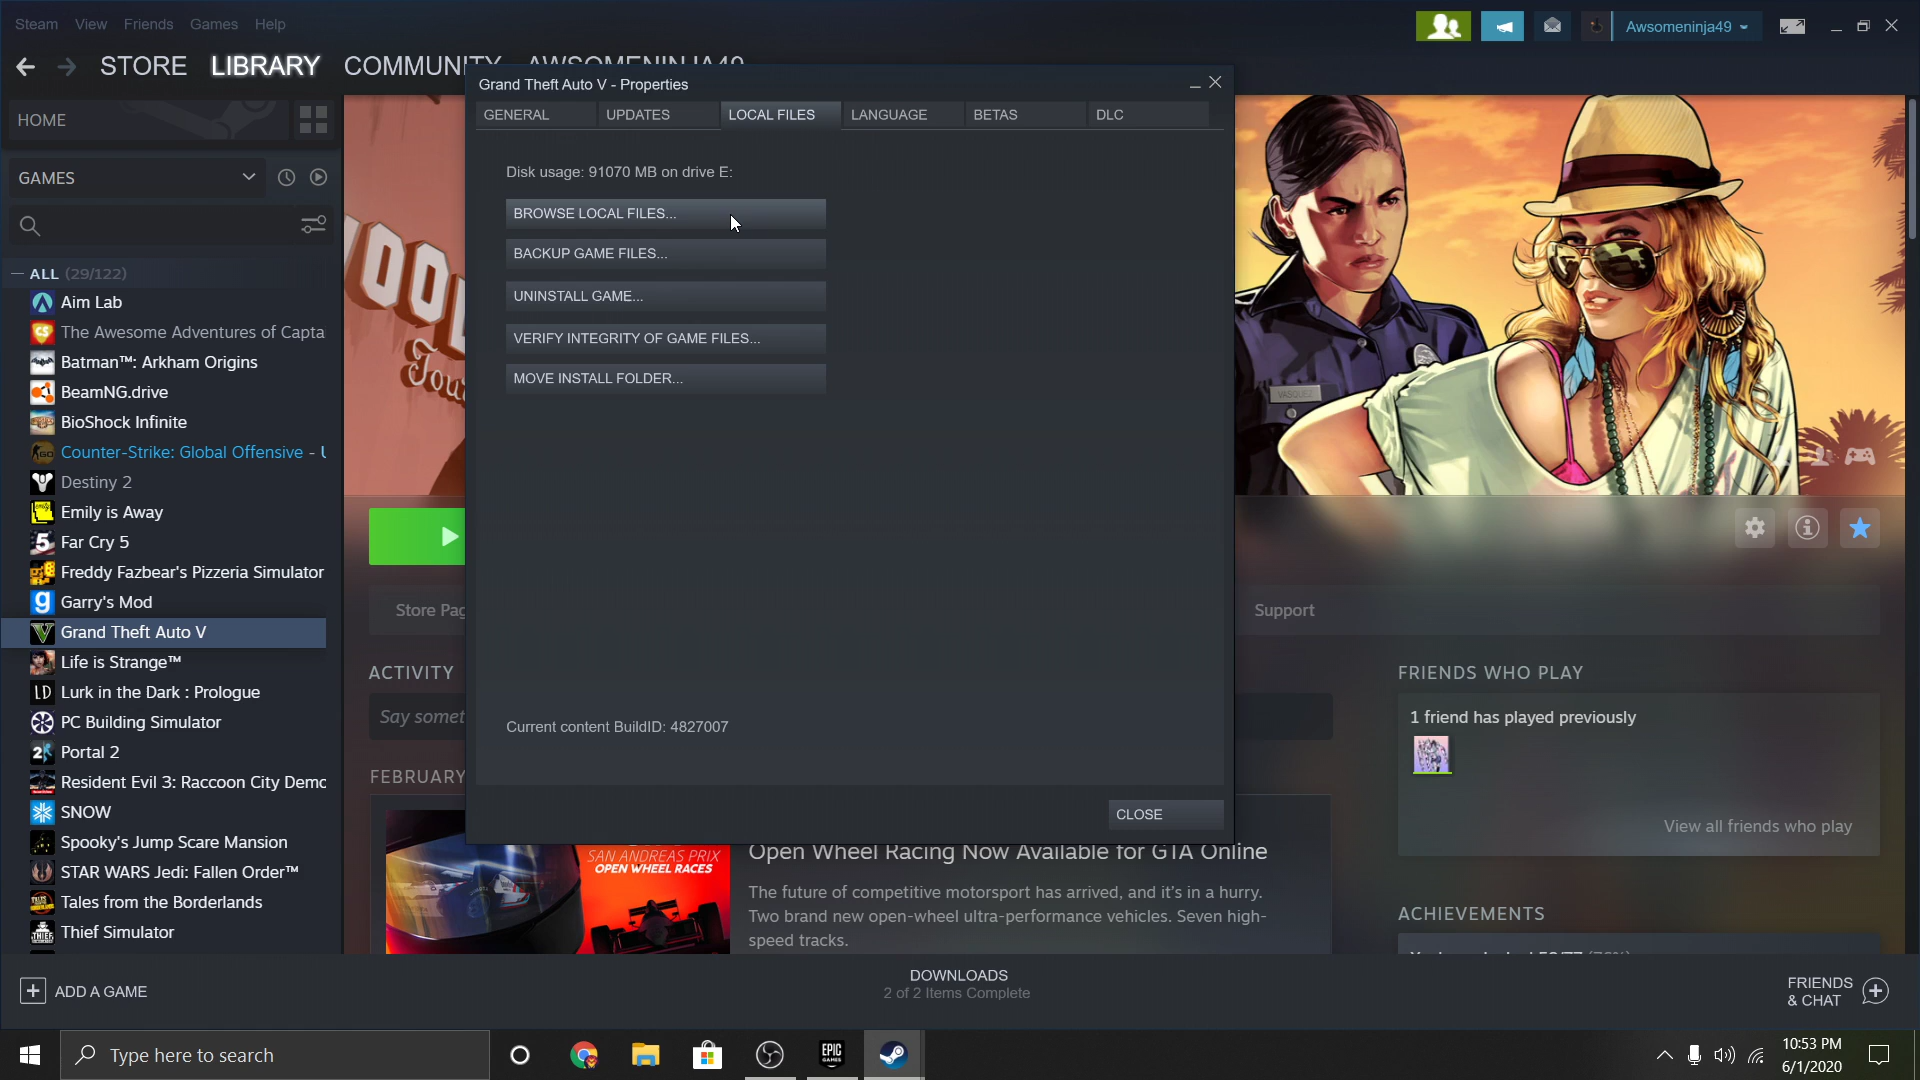 Steam View Friends Games Help
Awsomeninja49
STORE LIBRARY COMMUNITY AWSOMENINJA49
Grand Theft Auto V - Properties
GENERAL UPDATES LOCAL FILES LANGUAGE BETAS DLC
HOME
GAMES
Disk usage: 91070 MB on drive E:
BROWSE LOCAL FILES...
BACKUP GAME FILES...
UNINSTALL GAME...
VERIFY INTEGRITY OF GAME FILES...
MOVE INSTALL FOLDER...
Current content BuildID: 4827007
CLOSE
ALL (29/122)
Aim Lab
The Awesome Adventures of Capta
Batman™: Arkham Origins
BeamNG.drive
BioShock Infinite
Counter-Strike: Global Offensive - U
Destiny 2
Emily is Away
Far Cry 5
Freddy Fazbear's Pizzeria Simulator
Garry's Mod
Grand Theft Auto V
Life is Strange™
LD Lurk in the Dark : Prologue
PC Building Simulator
Portal 2
Resident Evil 3: Raccoon City Demo
SNOW
Spooky's Jump Scare Mansion
STAR WARS Jedi: Fallen Order™
Tales from the Borderlands
Thief Simulator
VASQUEZ
Store Pag
Support
ACTIVITY
Say somet
FEBRUARY
FRIENDS WHO PLAY
1 friend has played previously
View all friends who play
ACHIEVEMENTS
SAN ANDREAS PRIX
OPEN WHEEL RACES
Open Wheel Racing Now Available for GTA Online
The future of competitive motorsport has arrived, and it's in a hurry.
Two brand new open-wheel ultra-performance vehicles. Seven high-
speed tracks.
ADD A GAME
DOWNLOADS
2 of 2 Items Complete
FRIENDS
& CHAT
Type here to search
EPIC
GAMES
10:53 PM
6/1/2020